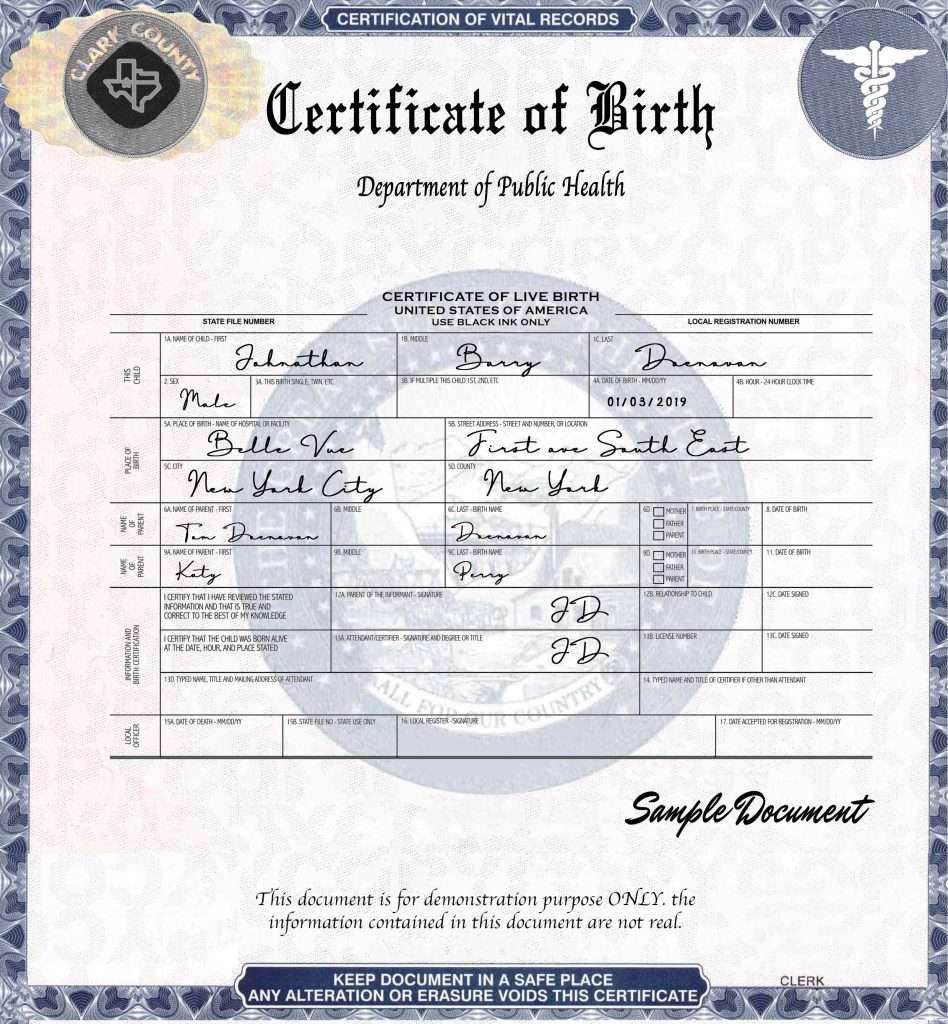 CERTIFICATION OF VITAL RECORDS
CLARK COUNTY
Certificate of Birth
Department of Public Health
CERTIFICATE OF LIVE BIRTH
UNITED STATES OF AMERICA
STATE FILE NUMBER USE BLACK INK ONLY LOCAL REGISTRATION NUMBER
THIS CHILD
1A. NAME OF CHILD - FIRST 1B. MIDDLE 1C. LAST
Johnathan Barry Doenavan
2. SEX 3A. THIS BIRTH SINGLE, TWIN, ETC. 3B. IF MULTIPLE THIS CHILD 1ST, 2ND, ETC 4A. DATE OF BIRTH - MM/DD/YY 4B. HOUR - 24 HOUR CLOCK TIME
Male 01/03/2019
PLACE OF BIRTH
5A. PLACE OF BIRTH - NAME OF HOSPITAL OR FACILITY 5B. STREET ADDRESS - STREET AND NUMBER, OR LOCATION
Belle Vue First ave South East
5C. CITY 5D. COUNTY
New York City New York
NAME OF PARENT
6A. NAME OF PARENT - FIRST 6B. MIDDLE 6C. LAST - BIRTH NAME 6D. MOTHER FATHER PARENT 7. BIRTH PLACE - STATE/COUNTY 8. DATE OF BIRTH
Tom Doenavan Doenavan
NAME OF PARENT
9A. NAME OF PARENT - FIRST 9B. MIDDLE 9C. LAST - BIRTH NAME 9D. MOTHER FATHER PARENT 10. BIRTH PLACE - STATE/COUNTY 11. DATE OF BIRTH
Katy Perry
INFORMATION AND BIRTH CERTIFICATION
I CERTIFY THAT I HAVE REVIEWED THE STATED 12A. PARENT OF THE INFORMANT - SIGNATURE 12B. RELATIONSHIP TO CHILD 12C. DATE SIGNED
INFORMATION AND THAT IS TRUE AND JD
CORRECT TO THE BEST OF MY KNOWLEDGE
I CERTIFY THAT THE CHILD WAS BORN ALIVE 13A. ATTENDANT/CERTIFIER - SIGNATURE AND DEGREE OR TITLE 13B. LICENSE NUMBER 13C. DATE SIGNED
AT THE DATE, HOUR, AND PLACE STATED JD
13D. TYPED NAME, TITLE AND MAILING ADDRESS OF ATTENDANT 14. TYPED NAME AND TITLE OF CERTIFIER IF OTHER THAN ATTENDANT
ALL FOR OUR COUNTRY
LOCAL OFFICER
15A. DATE OF DEATH - MM/DD/YY 15B. STATE FILE NO - STATE USE ONLY 16. LOCAL REGISTER - SIGNATURE 17. DATE ACCEPTED FOR REGISTRATION - MM/DD/YY
Sample Document
This document is for demonstration purpose ONLY. the
information contained in this document are not real.
KEEP DOCUMENT IN A SAFE PLACE
ANY ALTERATION OR ERASURE VOIDS THIS CERTIFICATE
CLERK